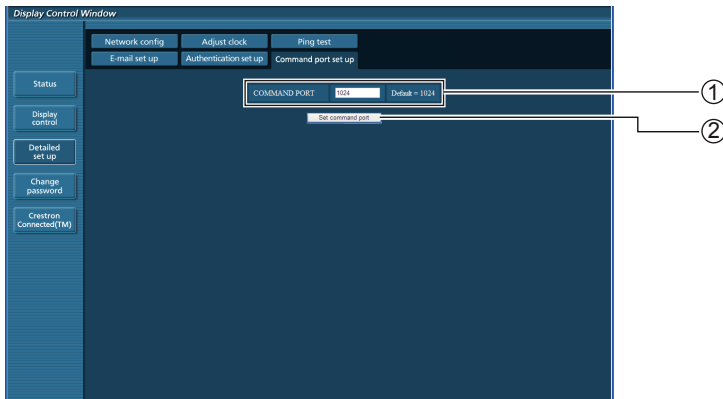 Display Control Window
Network config Adjust clock Ping test
E-mail set up Authentication set up Command port set up
Status
COMMAND PORT 1024 Default = 1024
①
Set command port
②
Display
control
Detailed
set up
Change
password
Crestron
Connected(TM)